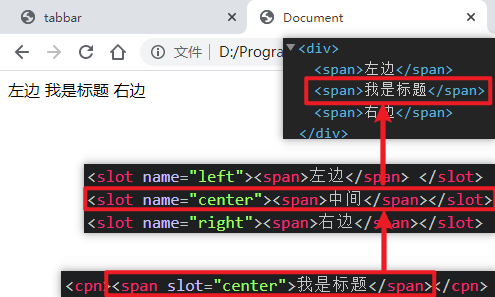 tabbar
Document
文件
D:/Progra
左边 我是标题 右边
<div>
<span>左边</span>
<span>我是标题</span>
<span>右边</span>
</div>
<slot name="left"><span>左边</span> </slot>
<slot name="center"><span>中间</span></slot>
<slot name="right"><span>右边</span></slot>
<cpn><span slot="center">我是标题</span></cpn>